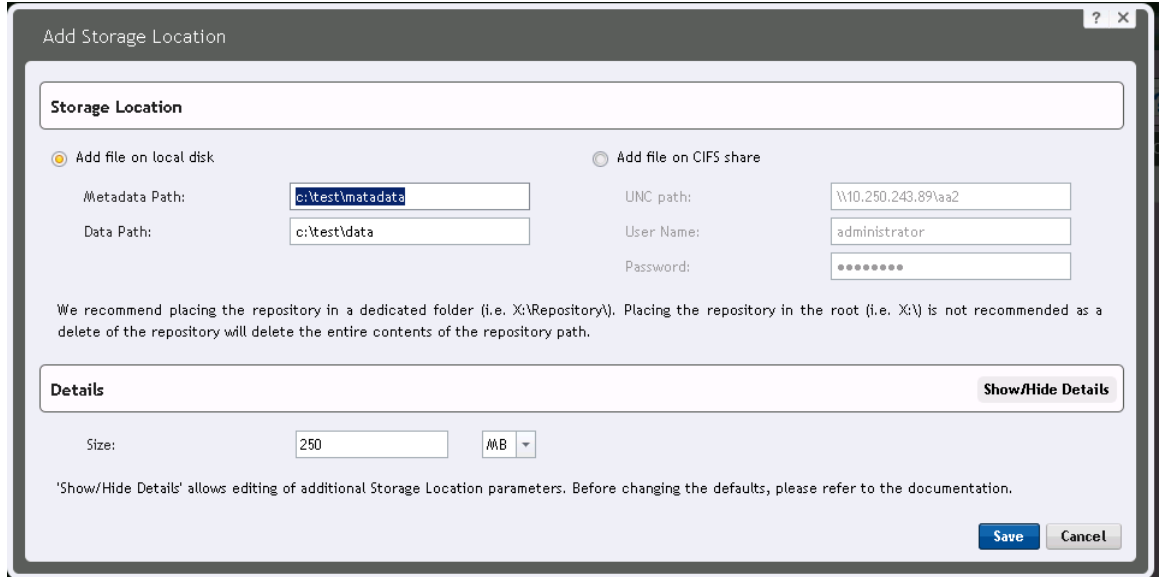 ? X
Add Storage Location
Storage Location
Add file on local disk
Add file on CIFS share
Metadata Path: c:\test\matadata
UNC path: \\10.250.243.89\aa2
Data Path: c:\test\data
User Name: administrator
Password: ●●●●●●●●
We recommend placing the repository in a dedicated folder (i.e. X:\Repository\). Placing the repository in the root (i.e. X:\) is not recommended as a
delete of the repository will delete the entire contents of the repository path.
Details
Show/Hide Details
Size: 250 MB
'Show/Hide Details' allows editing of additional Storage Location parameters. Before changing the defaults, please refer to the documentation.
Save Cancel